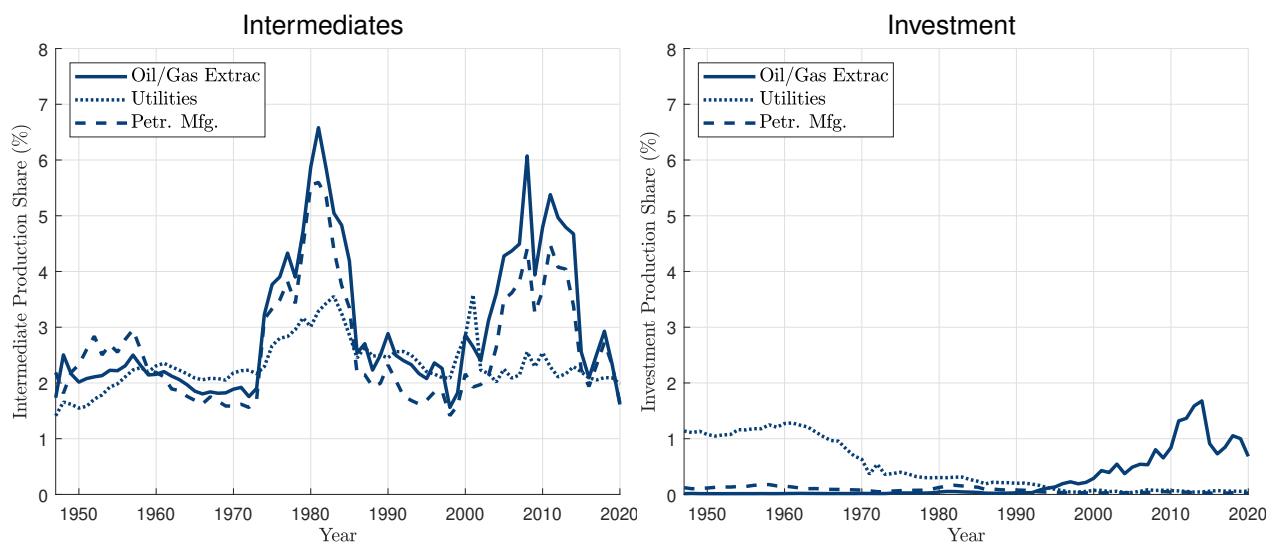 Intermediates
Intermediate Production Share (%)
8
7
6
5
4
3
2
1
0
Oil/Gas Extrac
Utilities
Petr. Mfg.
1950 1960 1970 1980 1990 2000 2010 2020
Year
Investment
Investment Production Share (%)
8
7
6
5
4
3
2
1
0
Oil/Gas Extrac
Utilities
Petr. Mfg.
1950 1960 1970 1980 1990 2000 2010 2020
Year